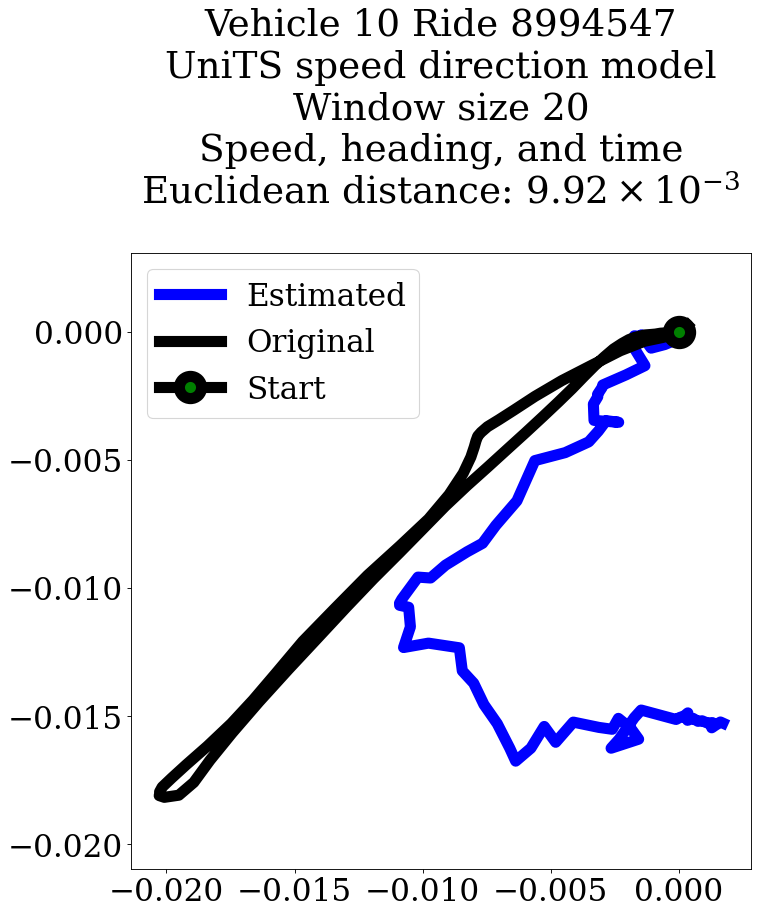 Vehicle 10 Ride 8994547
UniTS speed direction model
Window size 20
Speed, heading, and time
Euclidean distance: 9.92 × 10⁻³
Estimated
Original
Start
0.000
−0.005
−0.010
−0.015
−0.020
−0.020 −0.015 −0.010 −0.005 0.000